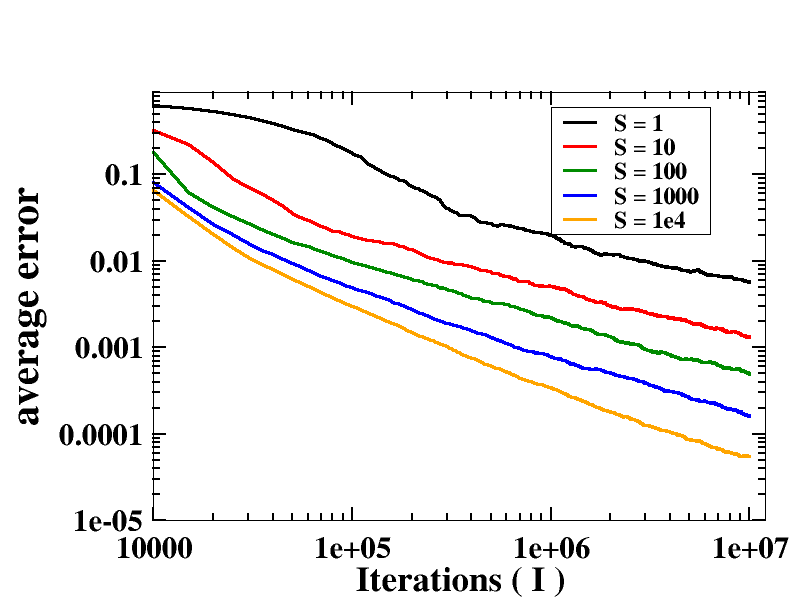 S = 1
S = 10
S = 100
S = 1000
S = 1e4
0.1
0.01
0.001
0.0001
1e-05
average error
10000 1e+05 1e+06 1e+07
Iterations ( I )